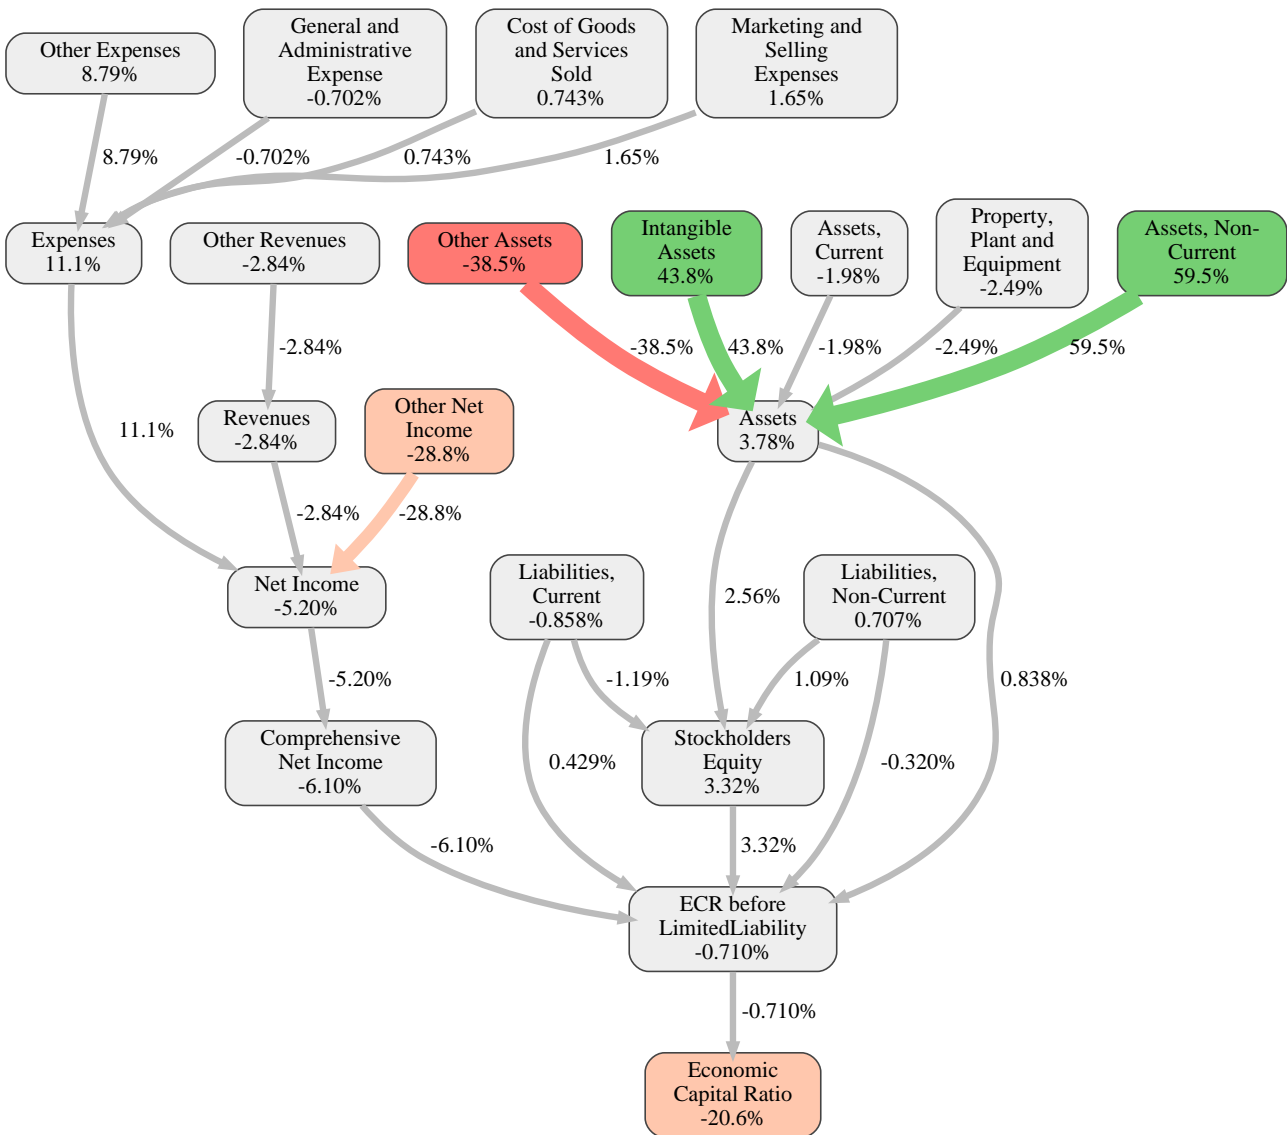 Other Expenses
8.79%
General and
Administrative
Expense
-0.702%
Cost of Goods
and Services
Sold
0.743%
Marketing and
Selling
Expenses
1.65%
8.79%
-0.702%
0.743%
1.65%
Expenses
11.1%
Other Revenues
-2.84%
Other Assets
-38.5%
Intangible
Assets
43.8%
Assets,
Current
-1.98%
Property,
Plant and
Equipment
-2.49%
Assets, Non-
Current
59.5%
-2.84%
-38.5%
43.8%
-1.98%
-2.49%
59.5%
11.1%
Revenues
-2.84%
Other Net
Income
-28.8%
Assets
3.78%
-2.84%
-28.8%
Net Income
-5.20%
Liabilities,
Current
-0.858%
2.56%
Liabilities,
Non-Current
0.707%
-5.20%
-1.19%
1.09%
0.838%
Comprehensive
Net Income
-6.10%
0.429%
Stockholders
Equity
3.32%
-0.320%
-6.10%
3.32%
ECR before
LimitedLiability
-0.710%
-0.710%
Economic
Capital Ratio
-20.6%